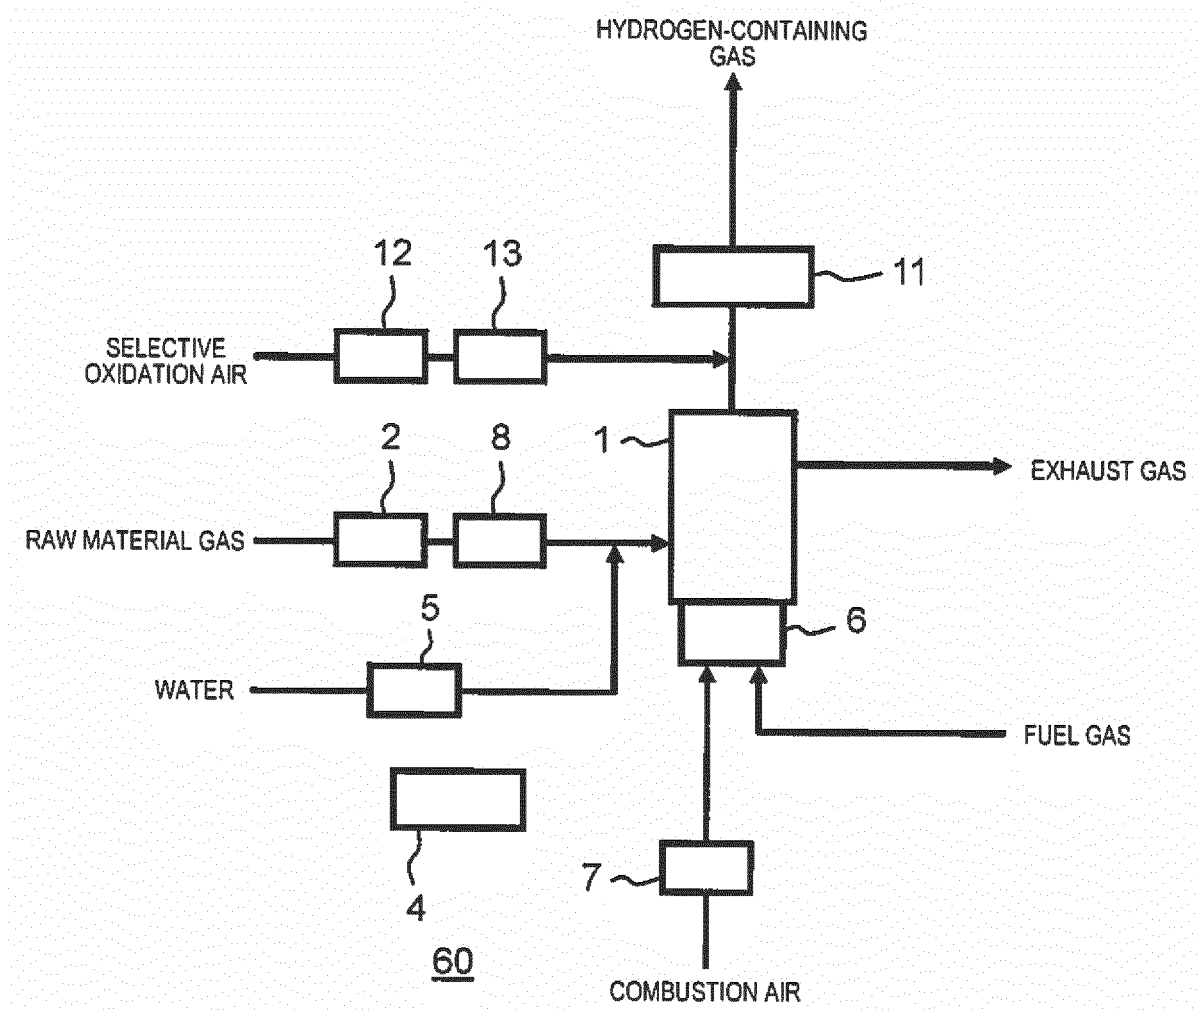 HYDROGEN-CONTAINING
GAS
12
13
11
SELECTIVE
OXIDATION AIR
2
8
1
EXHAUST GAS
RAW MATERIAL GAS
5
6
WATER
FUEL GAS
4
7
60
COMBUSTION AIR